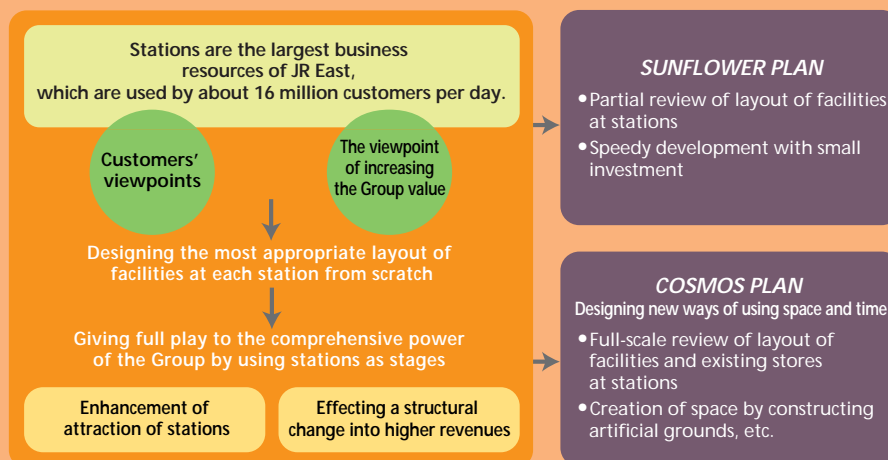 Stations are the largest business
resources of JR East,
which are used by about 16 million customers per day.
Customers'
viewpoints
The viewpoint
of increasing
the Group value
Designing the most appropriate layout of
facilities at each station from scratch
Giving full play to the comprehensive power
of the Group by using stations as stages
Enhancement of
attraction of stations
Effecting a structural
change into higher revenues
SUNFLOWER PLAN
• Partial review of layout of facilities
at stations
• Speedy development with small
investment
COSMOS PLAN
Designing new ways of using space and time
• Full-scale review of layout of
facilities and existing stores
at stations
• Creation of space by constructing
artificial grounds, etc.